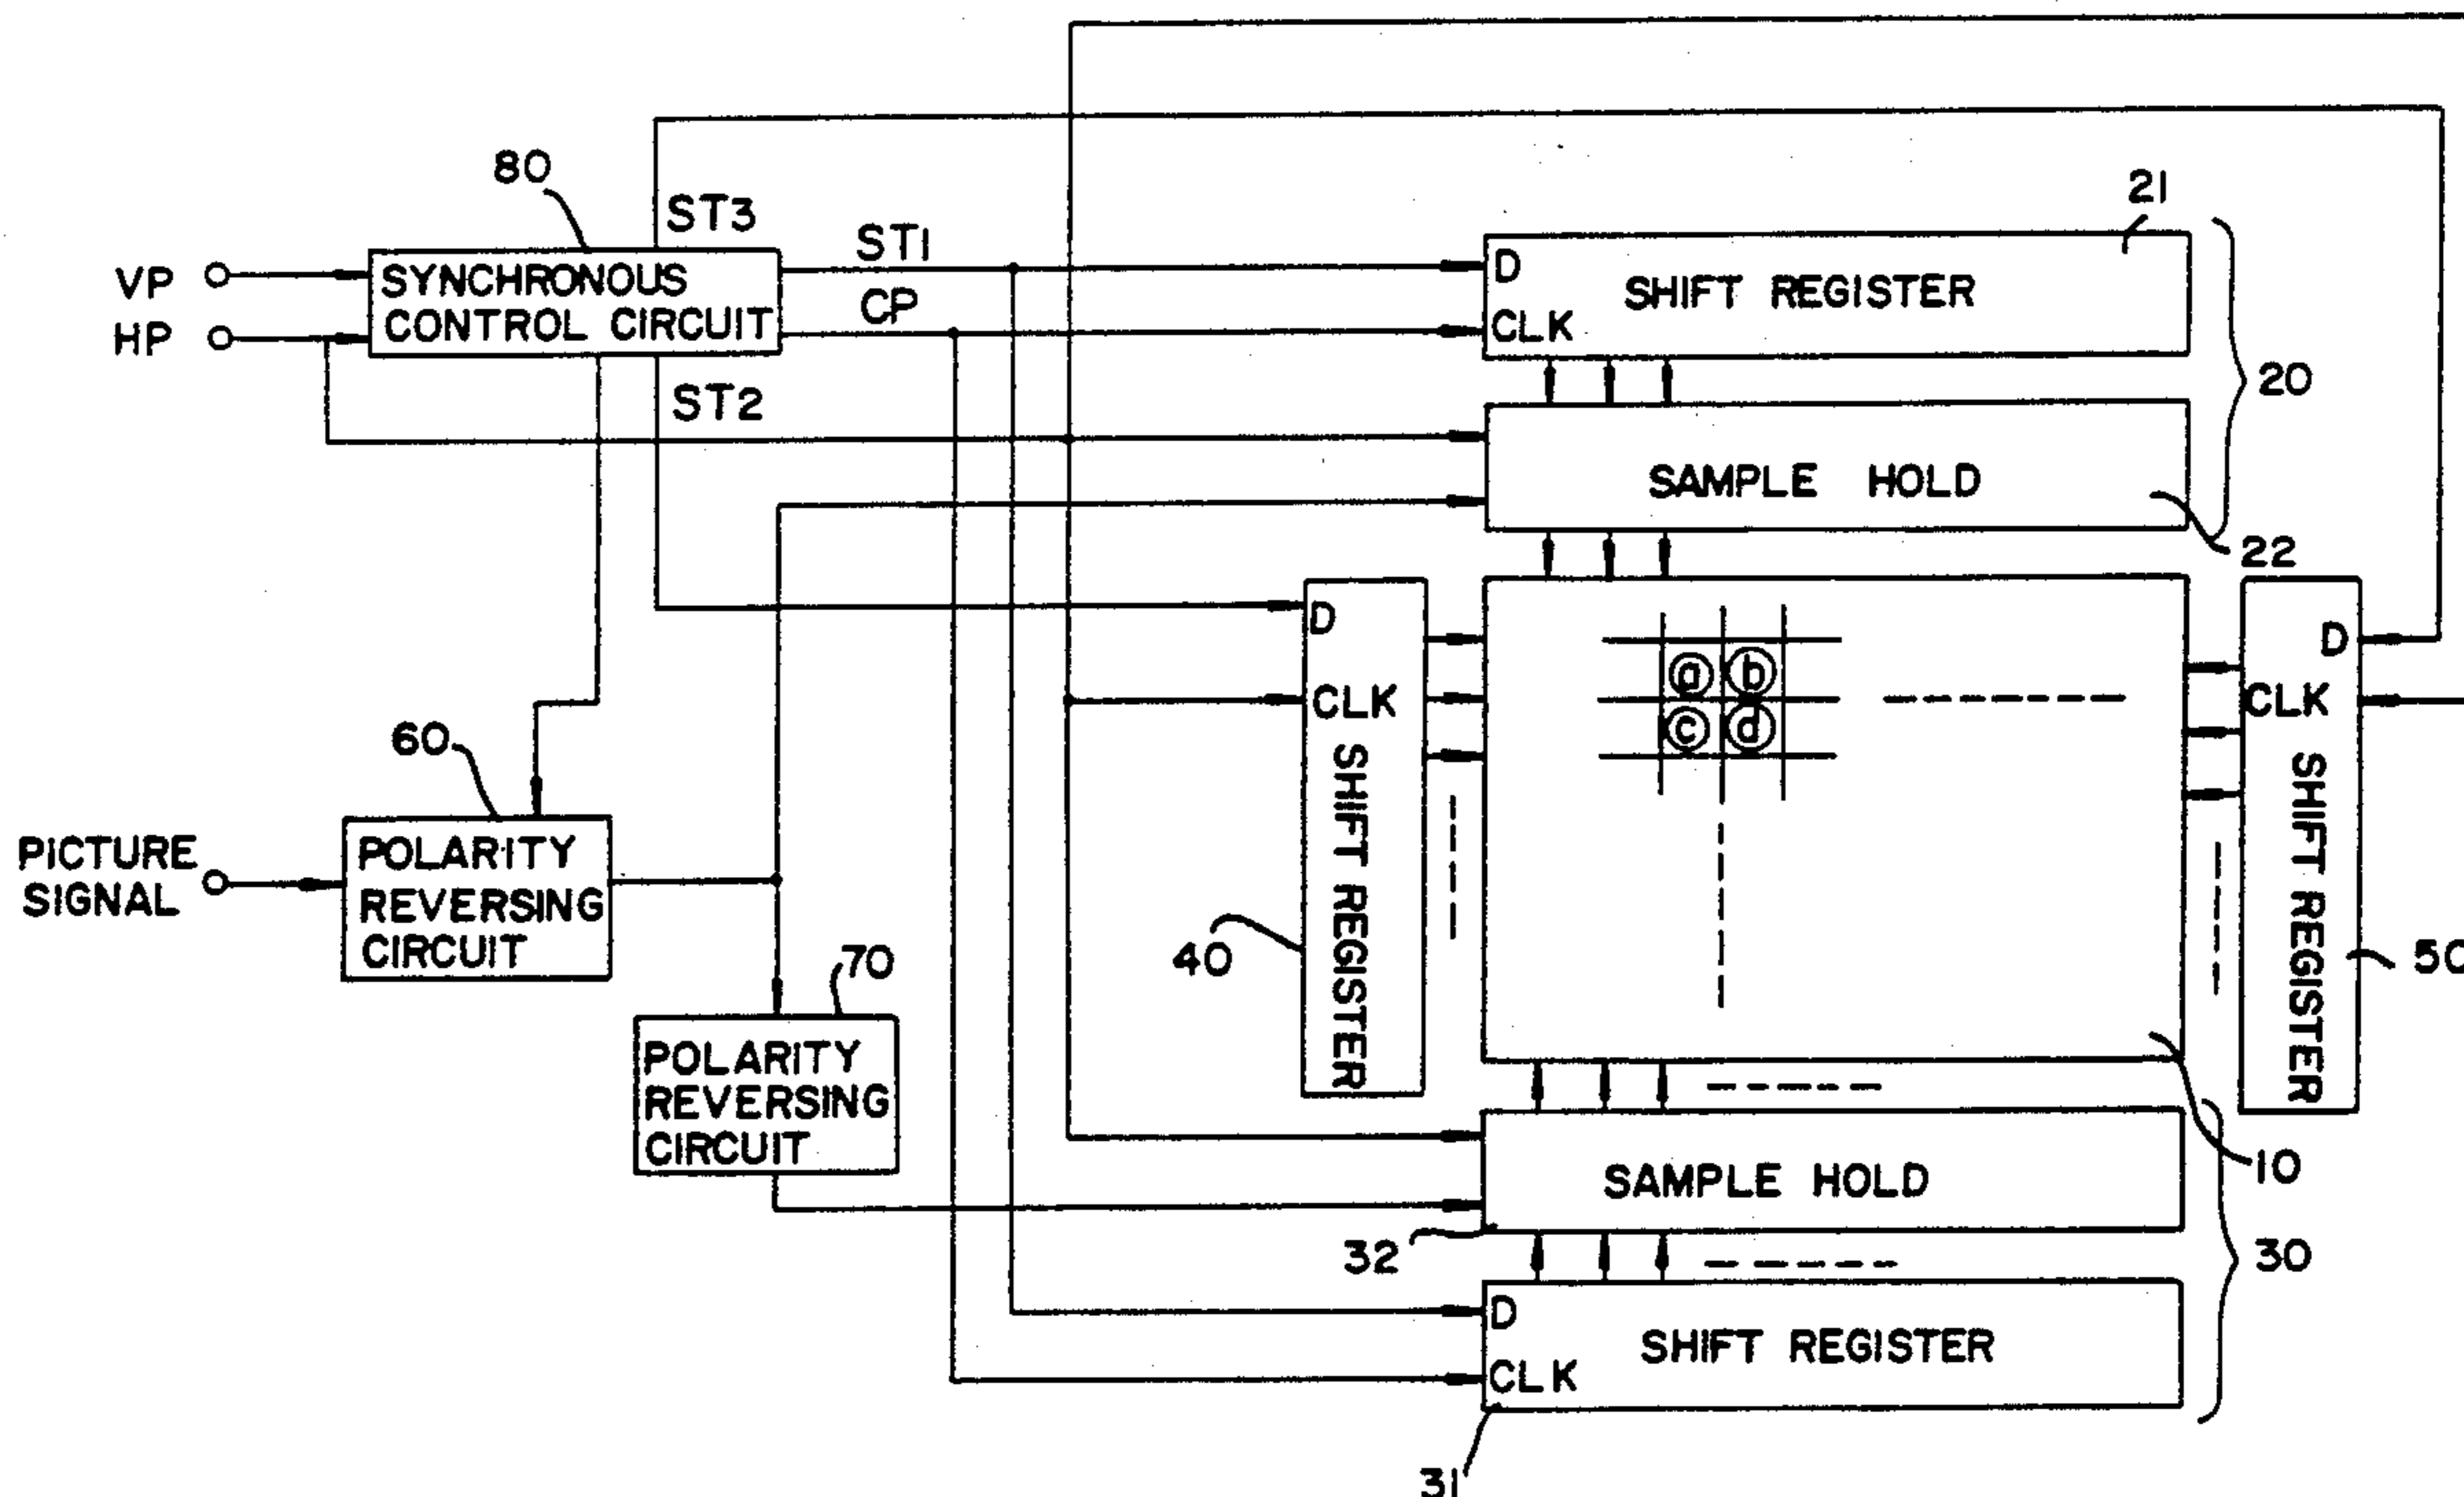 80
ST3
ST1
CP
ST2
VP
HP
SYNCHRONOUS
CONTROL CIRCUIT
21
D
SHIFT REGISTER
CLK
20
SAMPLE HOLD
22
D
CLK
SHIFT REGISTER
40
a b
c d
D
CLK
SHIFT REGISTER
50
60
PICTURE
SIGNAL
POLARITY
REVERSING
CIRCUIT
70
POLARITY
REVERSING
CIRCUIT
10
SAMPLE HOLD
32
30
D
SHIFT REGISTER
CLK
31